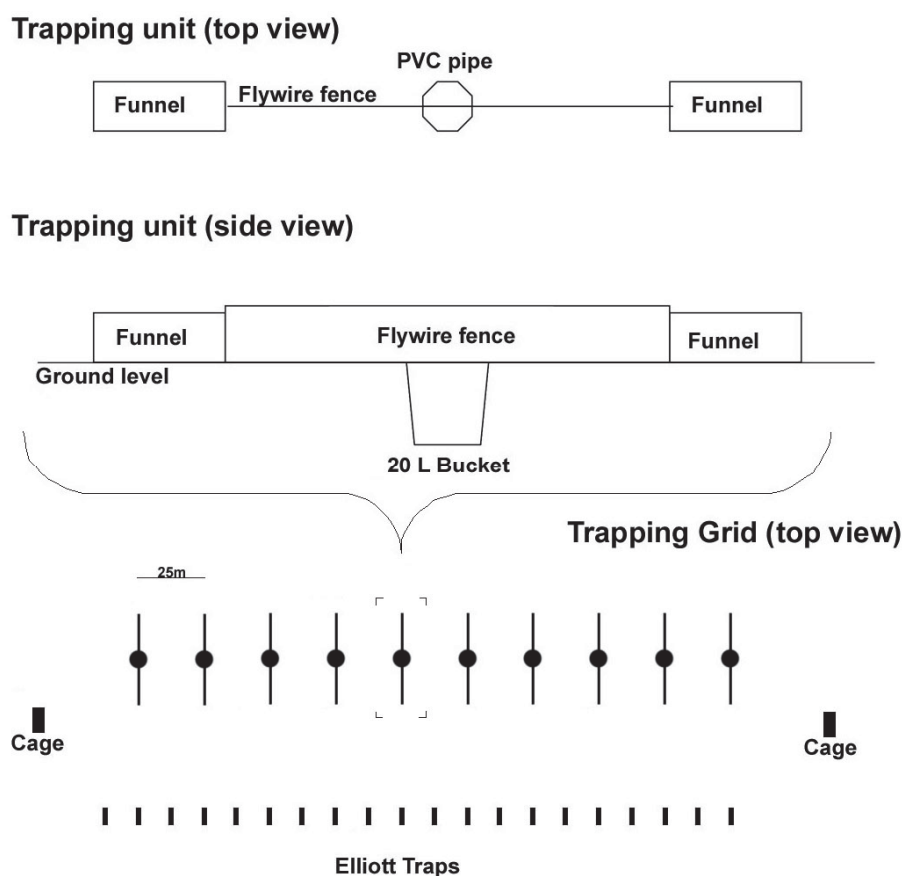 Trapping unit (top view)
PVC pipe
Funnel
Flywire fence
Funnel
Trapping unit (side view)
Funnel
Flywire fence
Funnel
Ground level
20 L Bucket
Trapping Grid (top view)
25m
Cage
Cage
Elliott Traps